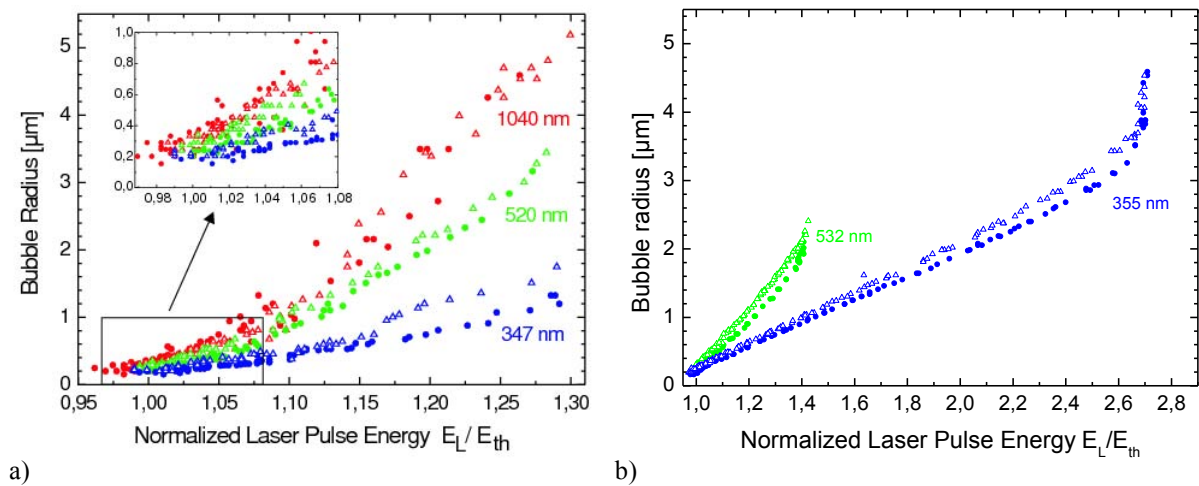 5
4
3
2
1
0
Bubble Radius [µm]
1,0
0,8
0,6
0,4
0,2
0,0
0,98 1,00 1,02 1,04 1,06 1,08
1040 nm
520 nm
347 nm
0,95 1,00 1,05 1,10 1,15 1,20 1,25 1,30
Normalized Laser Pulse Energy E_L/E_th
a)
5
4
3
2
1
0
Bubble radius [µm]
532 nm
355 nm
1,0 1,2 1,4 1,6 1,8 2,0 2,2 2,4 2,6 2,8
Normalized Laser Pulse Energy E_L/E_th
b)